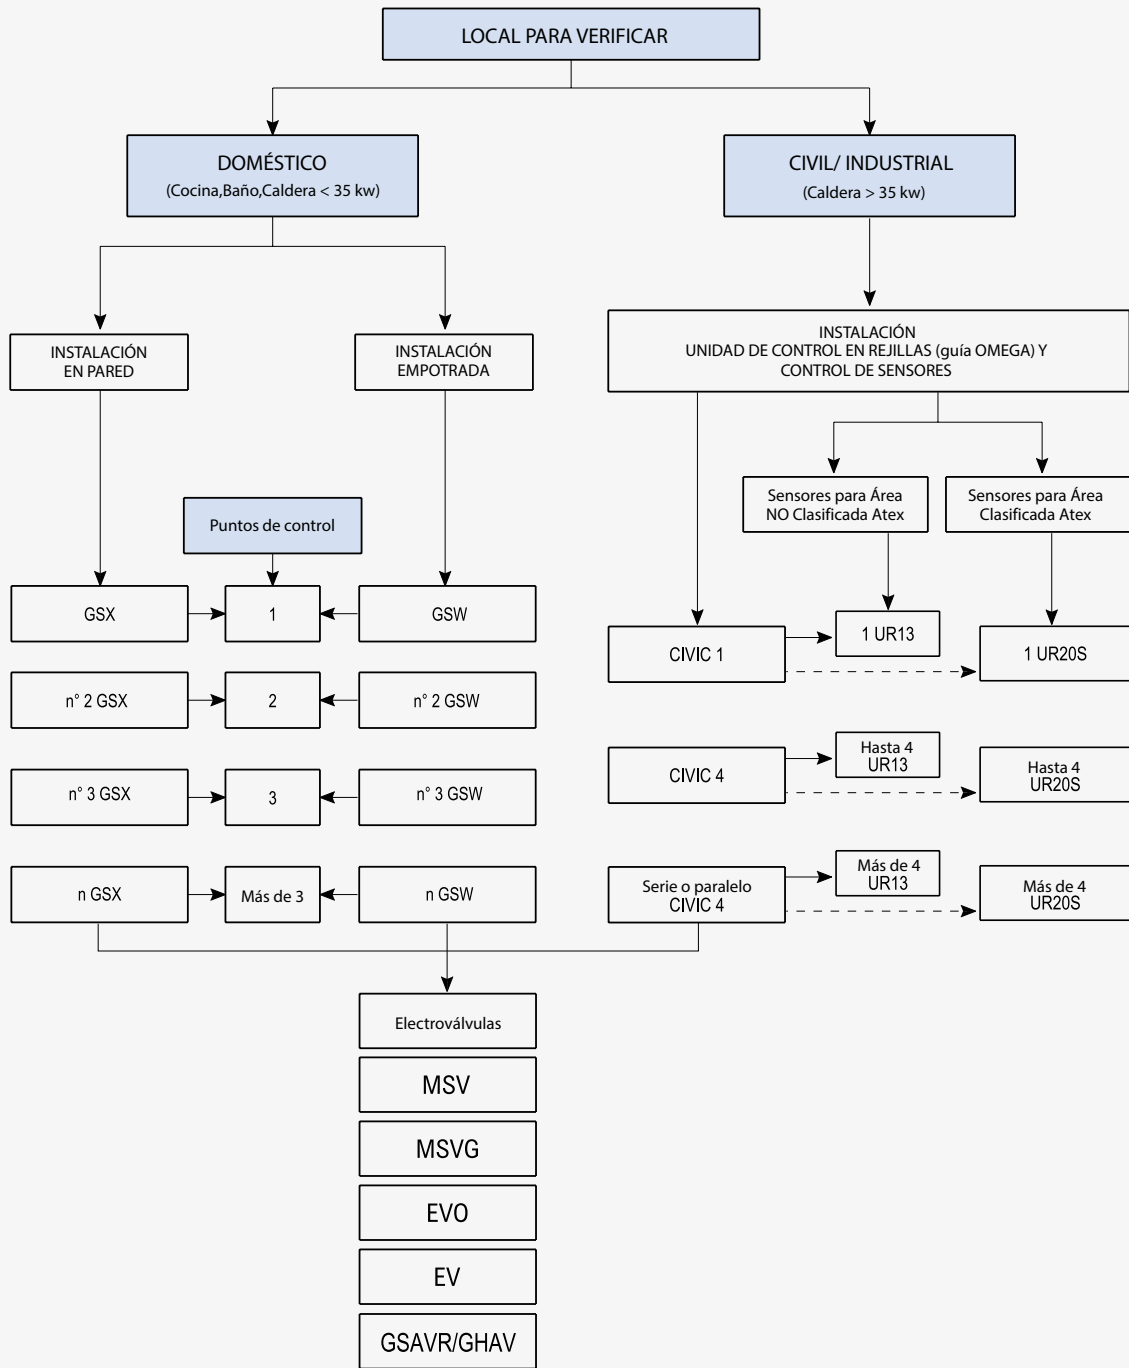 LOCAL PARA VERIFICAR
DOMÉSTICO
(Cocina,Baño,Caldera < 35 kw)
CIVIL/ INDUSTRIAL
(Caldera > 35 kw)
INSTALACIÓN
EN PARED
INSTALACIÓN
EMPOTRADA
INSTALACIÓN
UNIDAD DE CONTROL EN REJILLAS (guía OMEGA) Y
CONTROL DE SENSORES
Sensores para Área
NO Clasificada Atex
Sensores para Área
Clasificada Atex
Puntos de control
GSX
1
GSW
CIVIC 1
1 UR13
1 UR20S
n° 2 GSX
2
n° 2 GSW
n° 3 GSX
3
n° 3 GSW
CIVIC 4
Hasta 4
UR13
Hasta 4
UR20S
n GSX
Más de 3
n GSW
Serie o paralelo
CIVIC 4
Más de 4
UR13
Más de 4
UR20S
Electroválvulas
MSV
MSVG
EVO
EV
GSAVR/GHAV